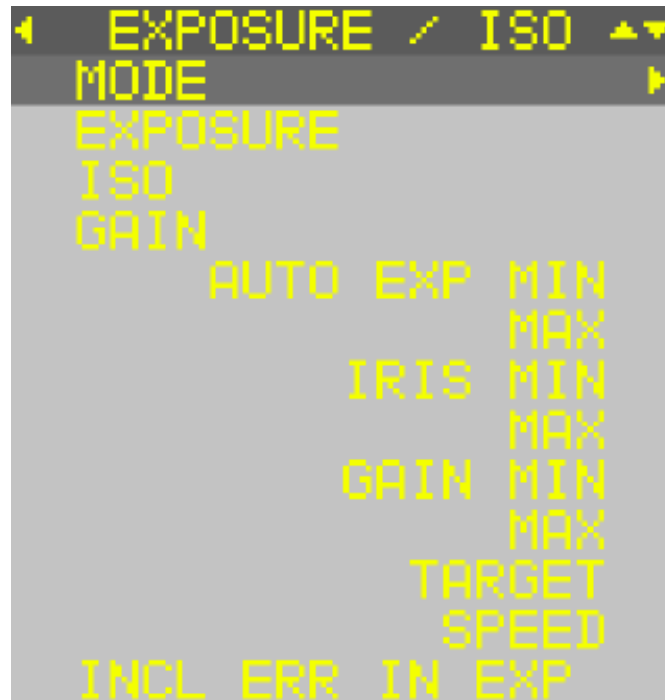 EXPOSURE / ISO
MODE
EXPOSURE
ISO
GAIN
AUTO EXP MIN
MAX
IRIS MIN
MAX
GAIN MIN
MAX
TARGET
SPEED
INCL ERR IN EXP